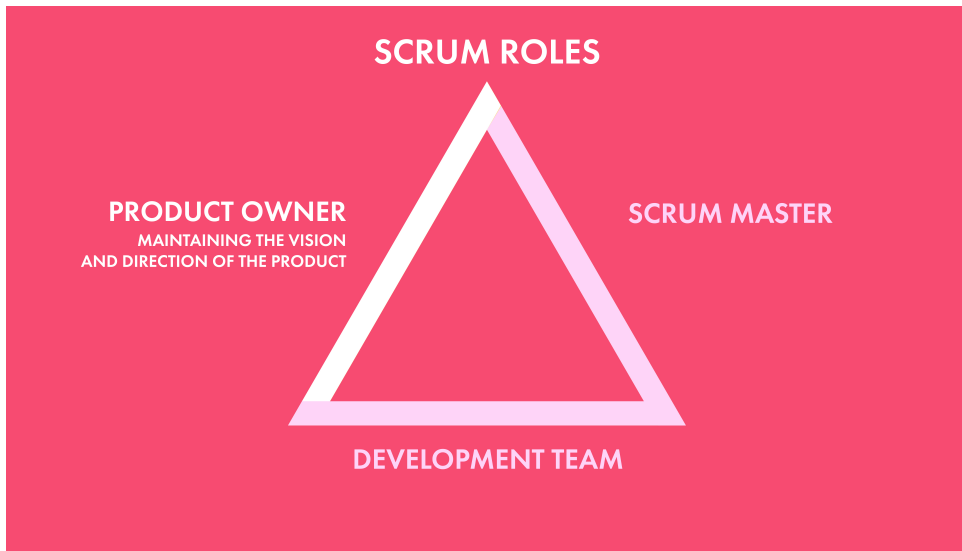 SCRUM ROLES
PRODUCT OWNER
MAINTAINING THE VISION
AND DIRECTION OF THE PRODUCT
SCRUM MASTER
DEVELOPMENT TEAM